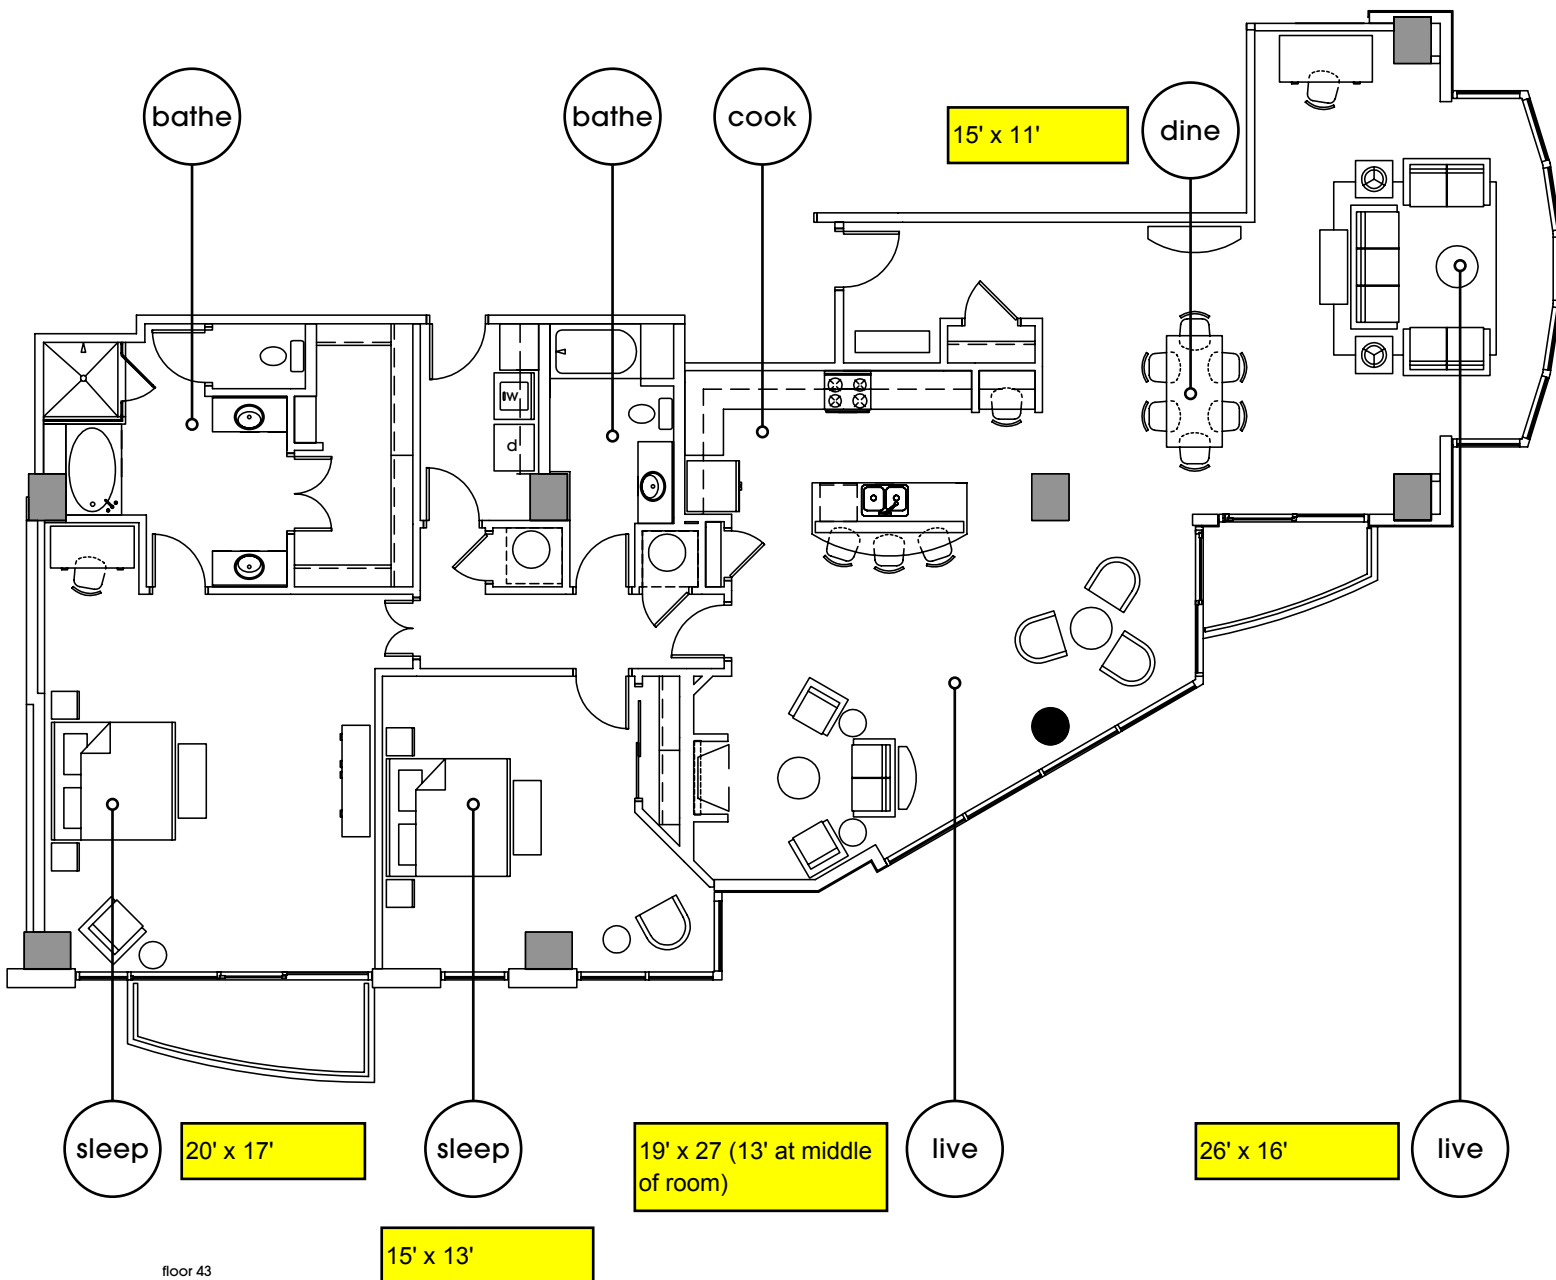 bathe
bathe
cook
15' x 11'
dine
w
d
sleep
20' x 17'
sleep
19' x 27 (13' at middle
of room)
live
26' x 16'
live
15' x 13'
floor 43